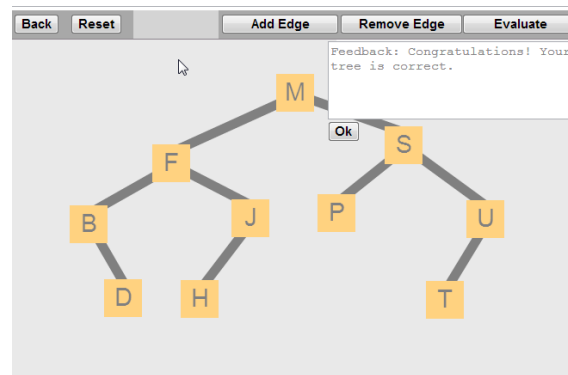 Back Reset Add Edge Remove Edge Evaluate
Feedback: Congratulations! Your
tree is correct.
M
Ok
S
F
P
J
U
B
D
H
T